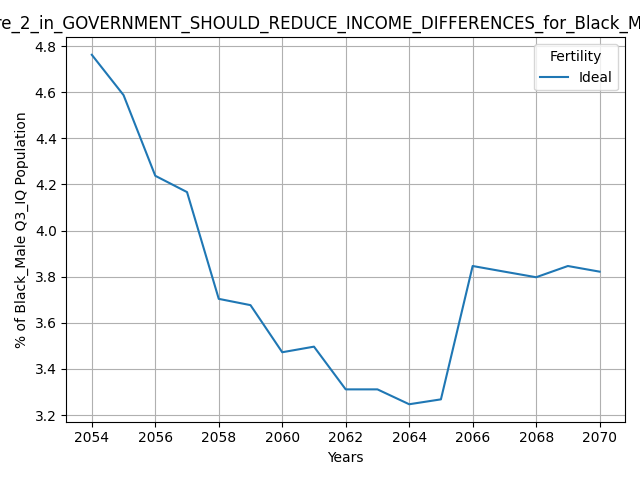 re_2_in_GOVERNMENT_SHOULD_REDUCE_INCOME_DIFFERENCES_for_Black_M
Fertility
Ideal
% of Black_Male Q3_IQ Population
4.8
4.6
4.4
4.2
4.0
3.8
3.6
3.4
3.2
2054 2056 2058 2060 2062 2064 2066 2068 2070
Years